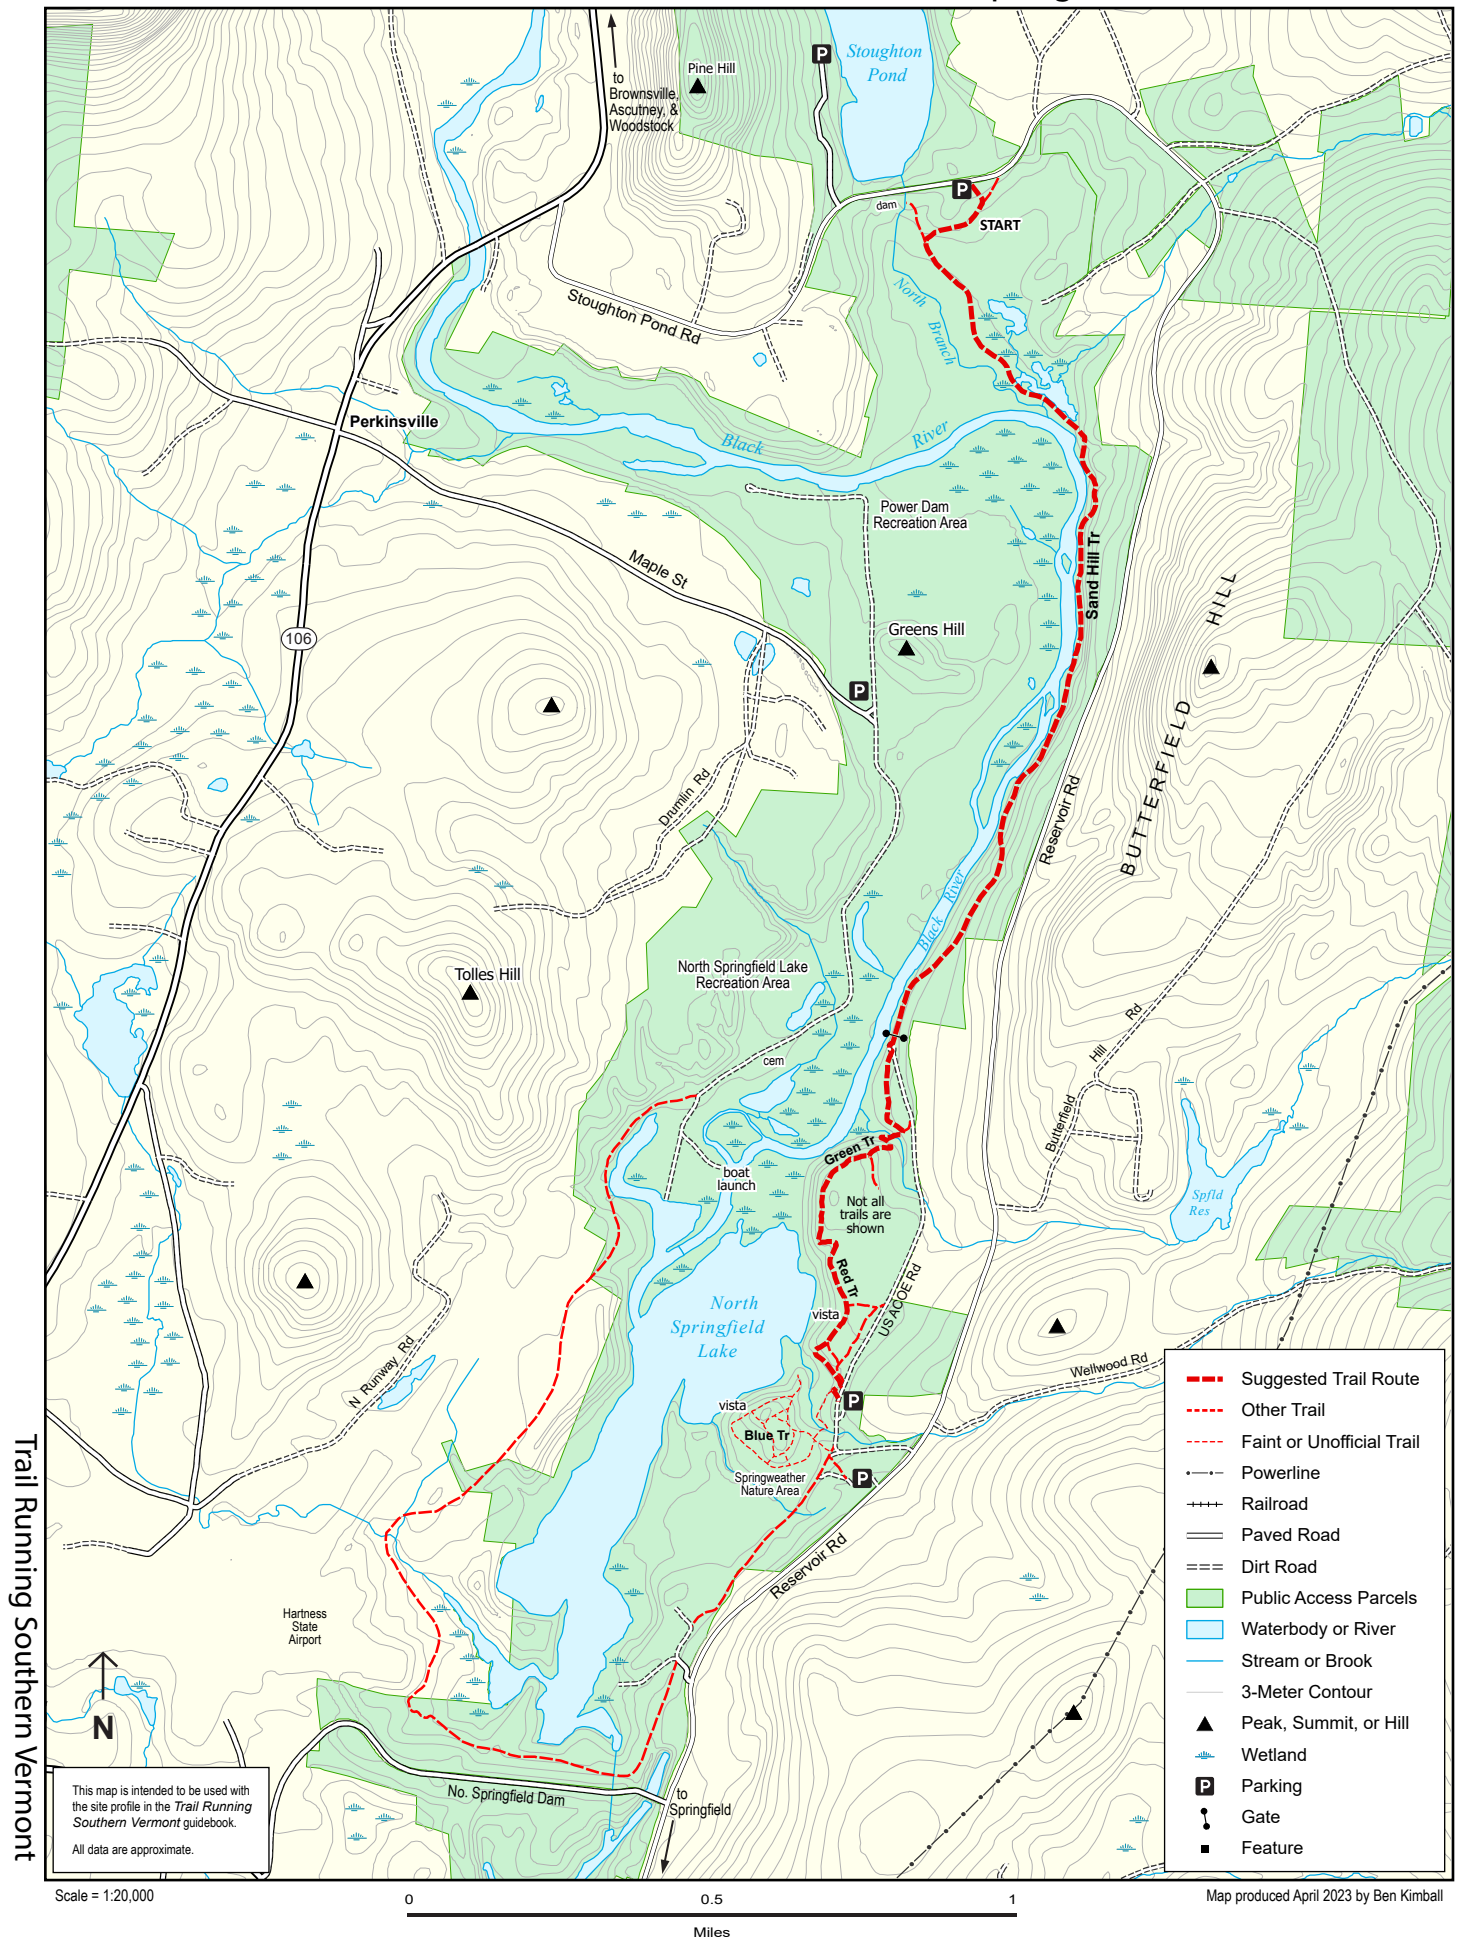 Stoughton
Pond
P
Pine Hill
to
Brownsville,
Ascutney, &
Woodstock
P
dam
START
North
Branch
Stoughton Pond Rd
Perkinsville
Black
River
Power Dam
Recreation Area
Maple St
Sand Hill Tr
106
Greens Hill
P
BUTTERFIELD HILL
Drumlin Rd
Reservoir Rd
Black River
Tolles Hill
North Springfield Lake
Recreation Area
cem
Butterfield Hill Rd
Green Tr
boat
launch
Not all
trails are
shown
Spfld
Res
Red Tr
US ACOE Rd
North
Springfield
Lake
vista
N Runway Rd
Wellwood Rd
P
vista
Blue Tr
Springweather
Nature Area
P
Reservoir Rd
Hartness
State
Airport
N
No. Springfield Dam
to
Springfield
Suggested Trail Route
Other Trail
Faint or Unofficial Trail
Powerline
Railroad
Paved Road
Dirt Road
Public Access Parcels
Waterbody or River
Stream or Brook
3-Meter Contour
Peak, Summit, or Hill
Wetland
P Parking
Gate
Feature
This map is intended to be used with
the site profile in the Trail Running
Southern Vermont guidebook.
All data are approximate.
Trail Running Southern Vermont
Scale = 1:20,000
0 0.5 1
Miles
Map produced April 2023 by Ben Kimball